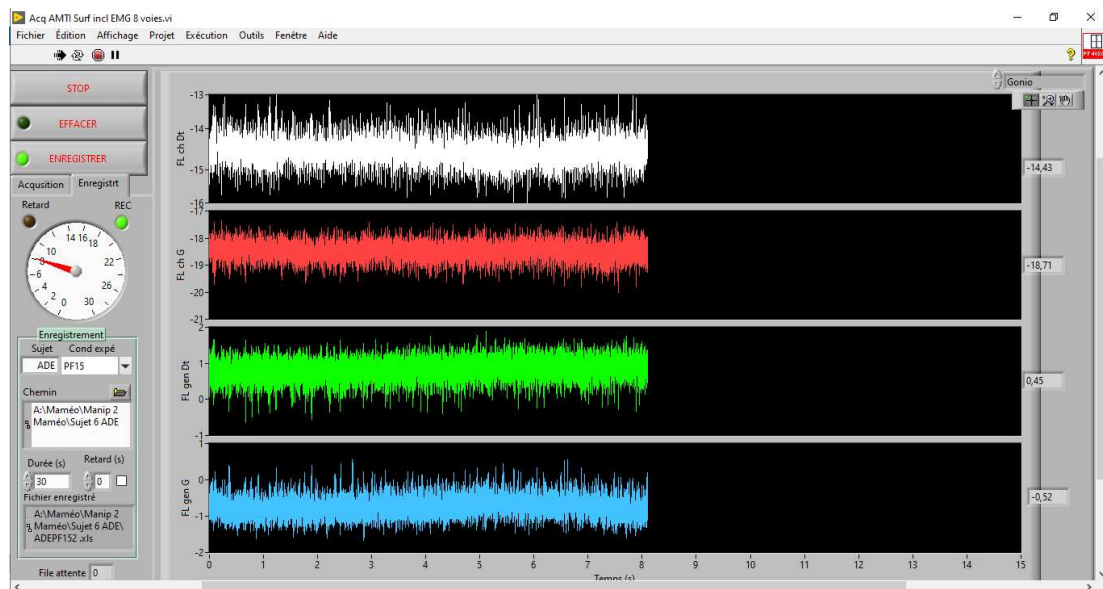 Acq AMTI Surf incl EMG 8 voies.vi
Fichier Édition Affichage Projet Exécution Outils Fenêtre Aide
STOP
EFFACER
ENREGISTRER
Acqusition Enregistrt
Retard REC
0 2 4 6 8 10 14 16 18 22 26 30
Enregistrement
Sujet Cond expé
ADE PF15
Chemin
A:\Maméo\Manip 2
Maméo\Sujet 6 ADE
Durée (s) Retard (s)
30 0
Fichier enregistré
A:\Maméo\Manip 2
Maméo\Sujet 6 ADE\
ADEPF152 .xls
File attente 0
Gonio
FL ch Dt
-13
-14
-15
-16
-14,43
FL ch G
-17
-18
-19
-20
-21
-18,71
FL gen Dt
2
1
0
-1
0,45
FL gen G
1
0
-1
-2
-0,52
0 1 2 3 4 5 6 7 8 9 10 11 12 13 14 15
Temps (s)